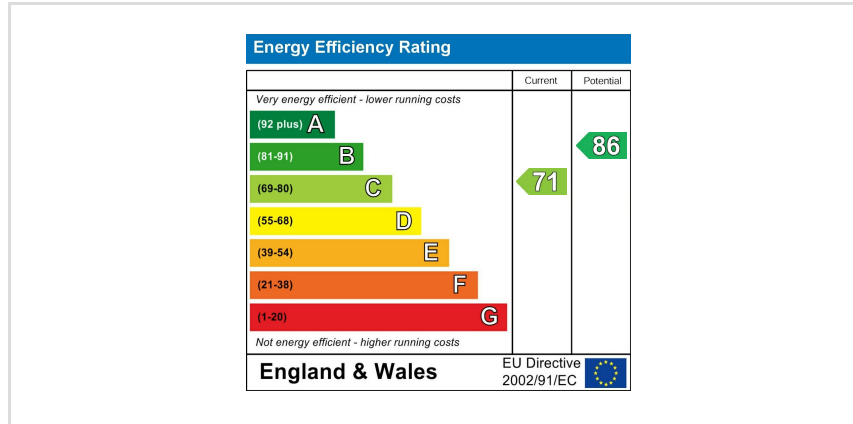 Energy Efficiency Rating
Current Potential
Very energy efficient - lower running costs
(92 plus) A
(81-91) B
86
(69-80) C
71
(55-68) D
(39-54) E
(21-38) F
(1-20) G
Not energy efficient - higher running costs
England & Wales
EU Directive
2002/91/EC